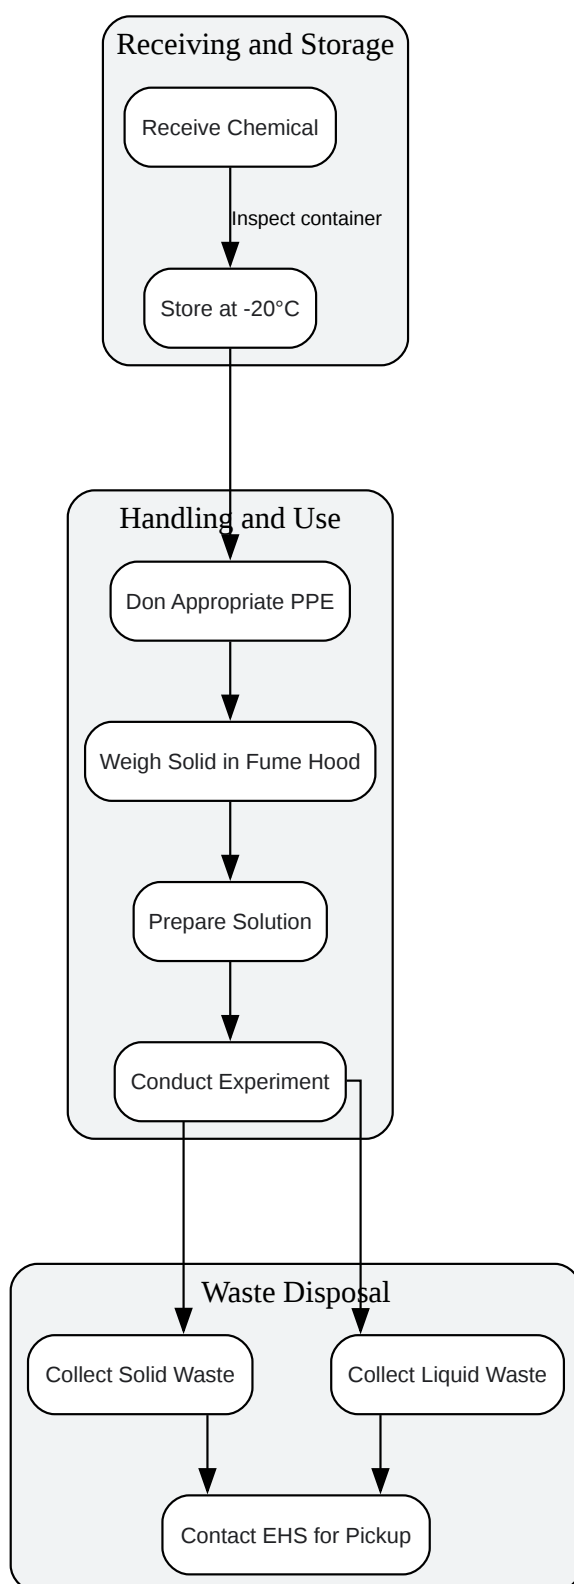 Receiving and Storage
Receive Chemical
Inspect container
Store at -20°C
Handling and Use
Don Appropriate PPE
Weigh Solid in Fume Hood
Prepare Solution
Conduct Experiment
Waste Disposal
Collect Solid Waste
Collect Liquid Waste
Contact EHS for Pickup